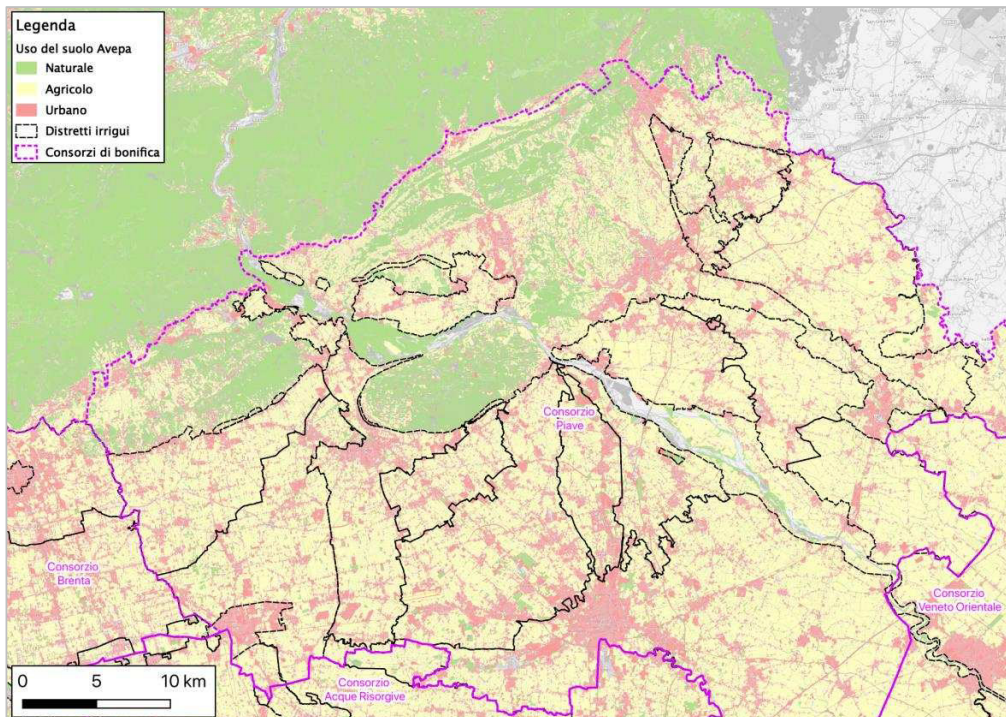 Legenda
Uso del suolo Avepa
Naturale
Agricolo
Urbano
Distretti irrigui
Consorzi di bonifica
Consorzio
Piave
Consorzio
Brenta
Consorzio
Veneto Orientale
Consorzio
Acque Risorgive
0 5 10 km